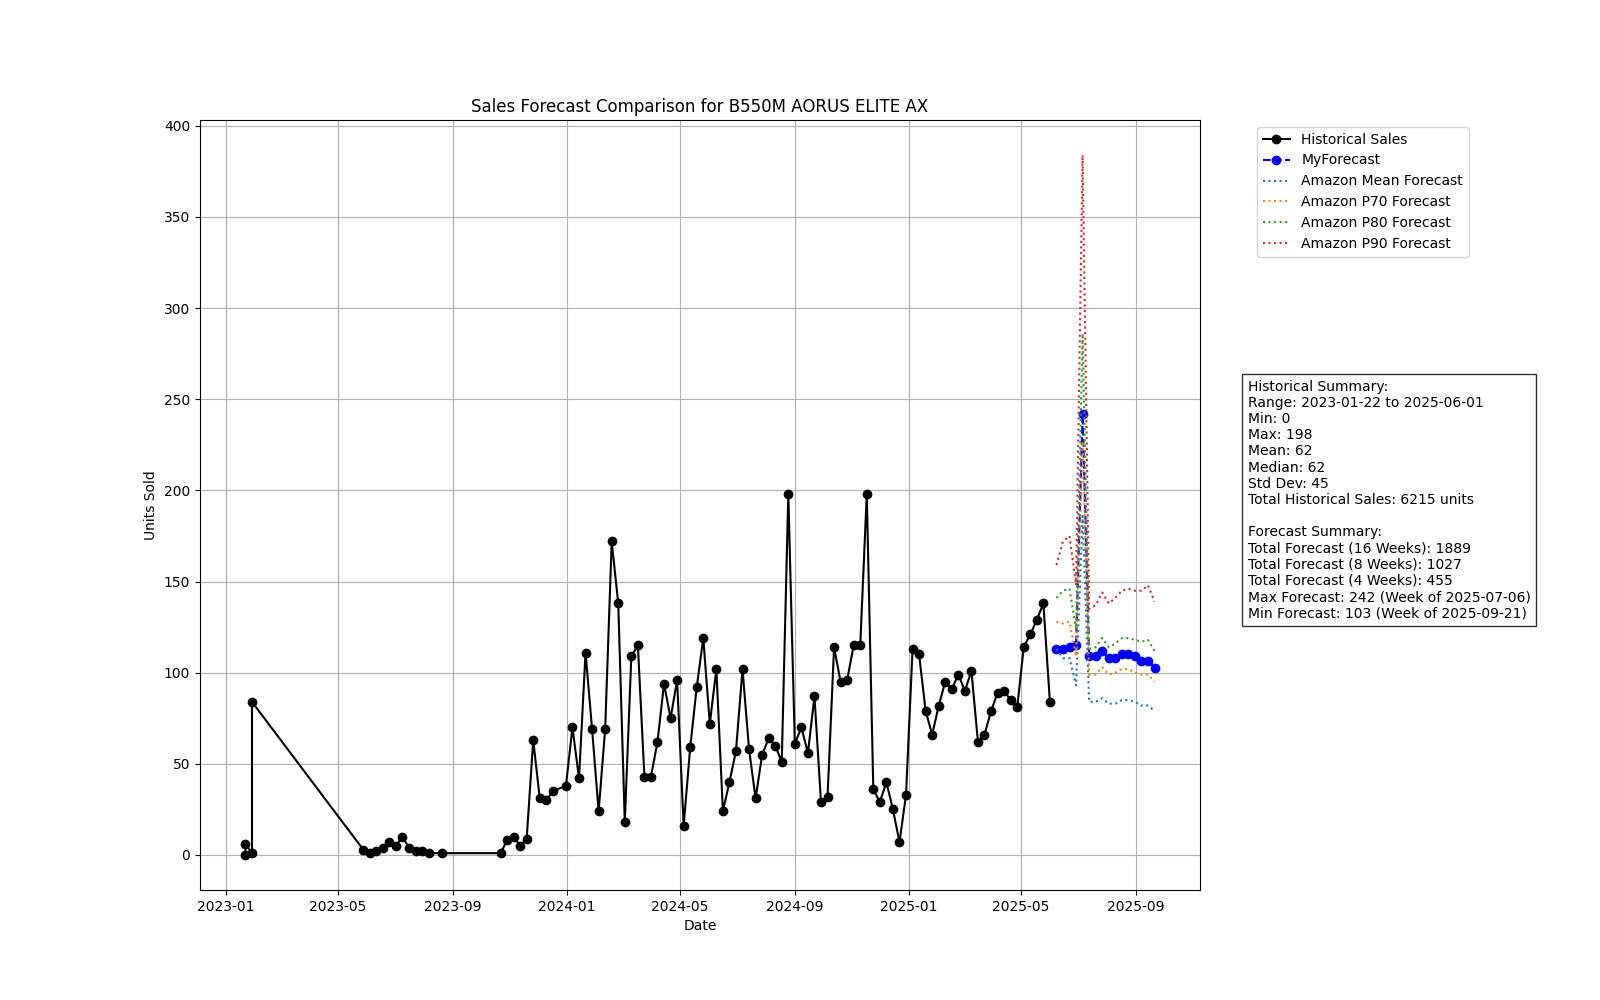 Sales Forecast Comparison for B550M AORUS ELITE AX
400
350
300
250
200
150
100
50
0
Units Sold
2023-01
2023-05
2023-09
2024-01
2024-05
2024-09
2025-01
2025-05
2025-09
Date
Historical Sales
MyForecast
Amazon Mean Forecast
Amazon P70 Forecast
Amazon P80 Forecast
Amazon P90 Forecast
Historical Summary:
Range: 2023-01-22 to 2025-06-01
Min: 0
Max: 198
Mean: 62
Median: 62
Std Dev: 45
Total Historical Sales: 6215 units
Forecast Summary:
Total Forecast (16 Weeks): 1889
Total Forecast (8 Weeks): 1027
Total Forecast (4 Weeks): 455
Max Forecast: 242 (Week of 2025-07-06)
Min Forecast: 103 (Week of 2025-09-21)